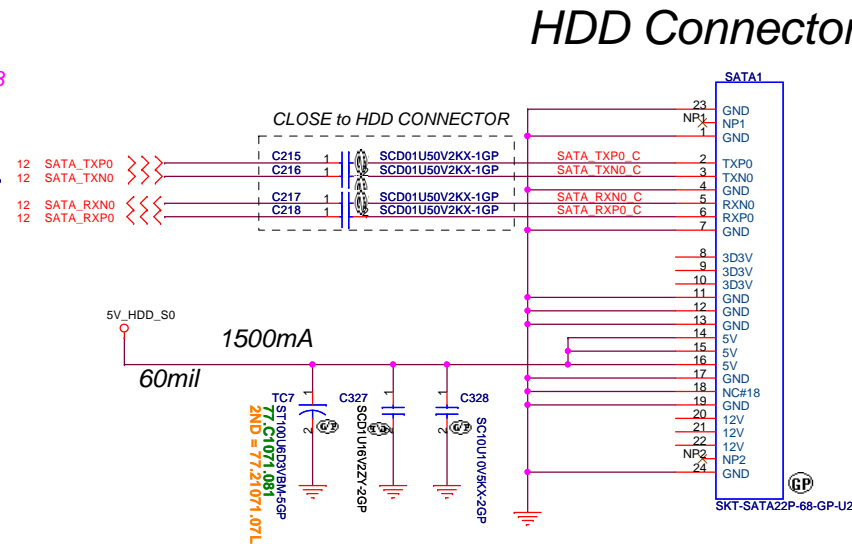 HDD Connector
SATA1
CLOSE to HDD CONNECTOR
12 SATA_TXP0
12 SATA_TXN0
12 SATA_RXN0
12 SATA_RXP0
C215 1 SCD01U50V2KX-1GP SATA_TXP0_C
C216 1 2 SCD01U50V2KX-1GP SATA_TXN0_C
C217 SCD01U50V2KX-1GP SATA_RXN0_C
C218 1 2 SCD01U50V2KX-1GP SATA_RXP0_C
23 GND
NP1 NP1
1 GND
2 TXP0
3 TXN0
4 GND
5 RXN0
6 RXP0
7 GND
8 3D3V
9 3D3V
10 3D3V
11 GND
12 GND
13 GND
14 5V
15 5V
16 5V
17 GND
18 NC#18
19 GND
20 12V
21 12V
22 12V
NP2 NP2
24 GND
GP
SKT-SATA22P-68-GP-U2
5V_HDD_S0
1500mA
60mil
TC7 1 2
ST100U6D3VBM-5GP
77.C1071.081
2ND = 77.21071.07L
C327 1 2
SCD1U16V2ZY-2GP
C328 1 2
SC10U10V5KX-2GP